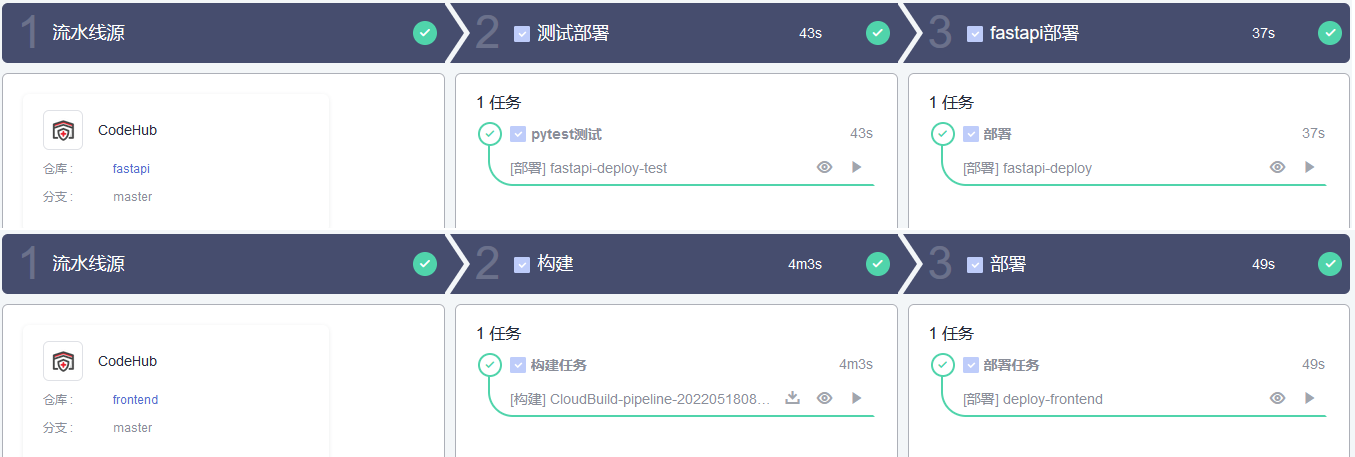 1 流水线源 2 测试部署 43s 3 fastapi部署 37s
CodeHub
仓库 : fastapi
分支 : master
1 任务
pytest测试 43s
[部署] fastapi-deploy-test
1 任务
部署 37s
[部署] fastapi-deploy
1 流水线源 2 构建 4m3s 3 部署 49s
CodeHub
仓库 : frontend
分支 : master
1 任务
构建任务 4m3s
[构建] CloudBuild-pipeline-2022051808...
1 任务
部署任务 49s
[部署] deploy-frontend